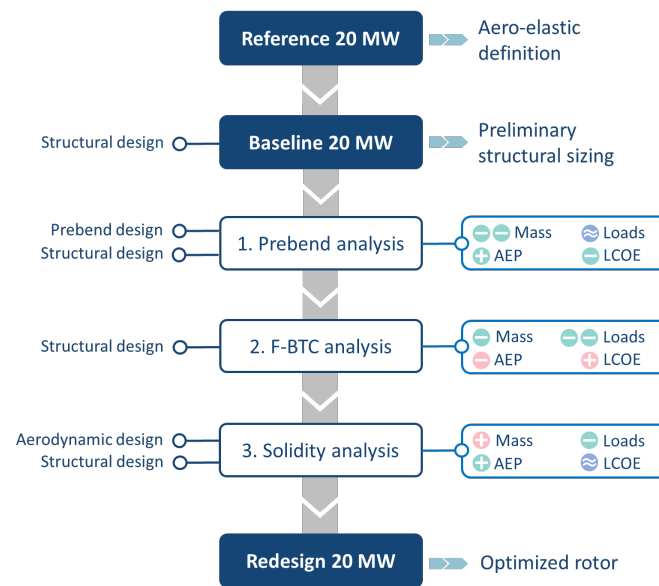 Reference 20 MW
Aero-elastic
definition
Structural design
Baseline 20 MW
Preliminary
structural sizing
Prebend design
Structural design
1. Prebend analysis
Mass
Loads
AEP
LCOE
Structural design
2. F-BTC analysis
Mass
Loads
AEP
LCOE
Aerodynamic design
Structural design
3. Solidity analysis
Mass
Loads
AEP
LCOE
Redesign 20 MW
Optimized rotor